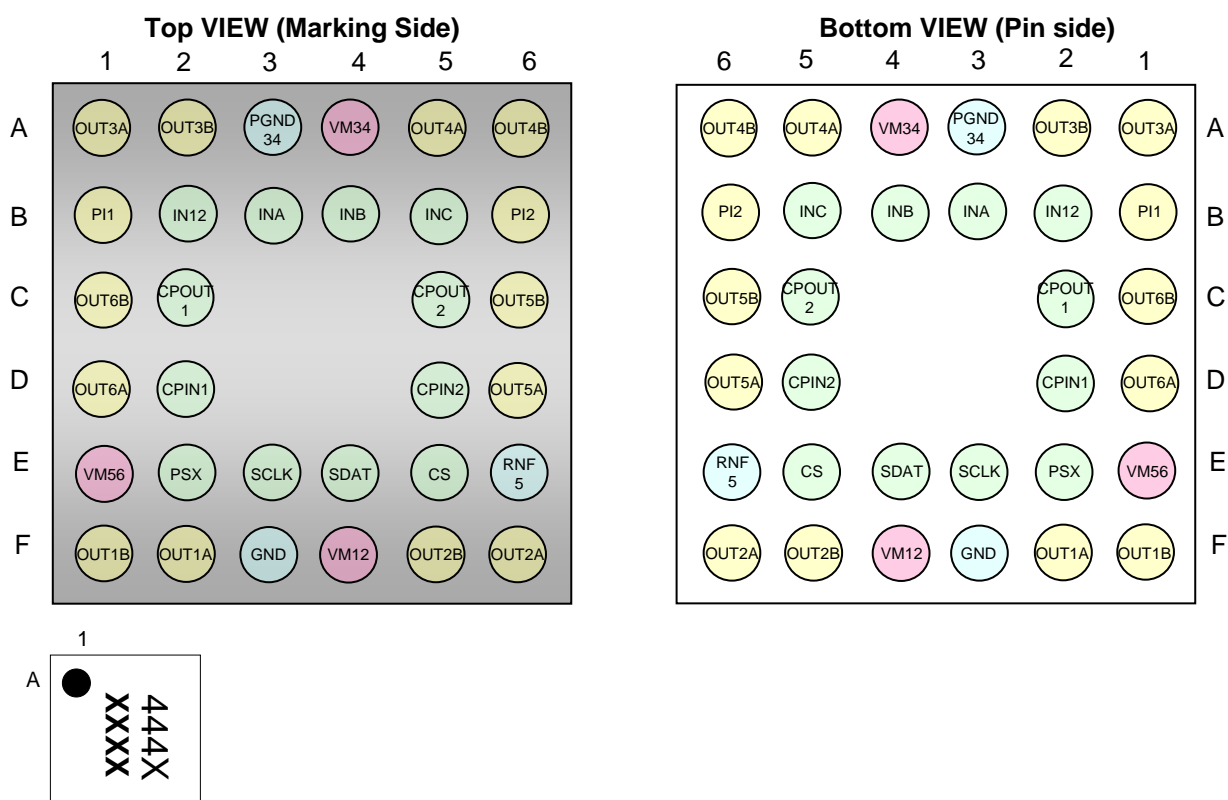 Top VIEW (Marking Side)
1 2 3 4 5 6
A OUT3A OUT3B PGND 34 VM34 OUT4A OUT4B
B PI1 IN12 INA INB INC PI2
C OUT6B CPOUT 1 CPOUT 2 OUT5B
D OUT6A CPIN1 CPIN2 OUT5A
E VM56 PSX SCLK SDAT CS RNF 5
F OUT1B OUT1A GND VM12 OUT2B OUT2A
Bottom VIEW (Pin side)
6 5 4 3 2 1
OUT4B OUT4A VM34 PGND 34 OUT3B OUT3A A
PI2 INC INB INA IN12 PI1 B
OUT5B CPOUT 2 CPOUT 1 OUT6B C
OUT5A CPIN2 CPIN1 OUT6A D
RNF 5 CS SDAT SCLK PSX VM56 E
OUT2A OUT2B VM12 GND OUT1A OUT1B F
1
A
444X
XXXX